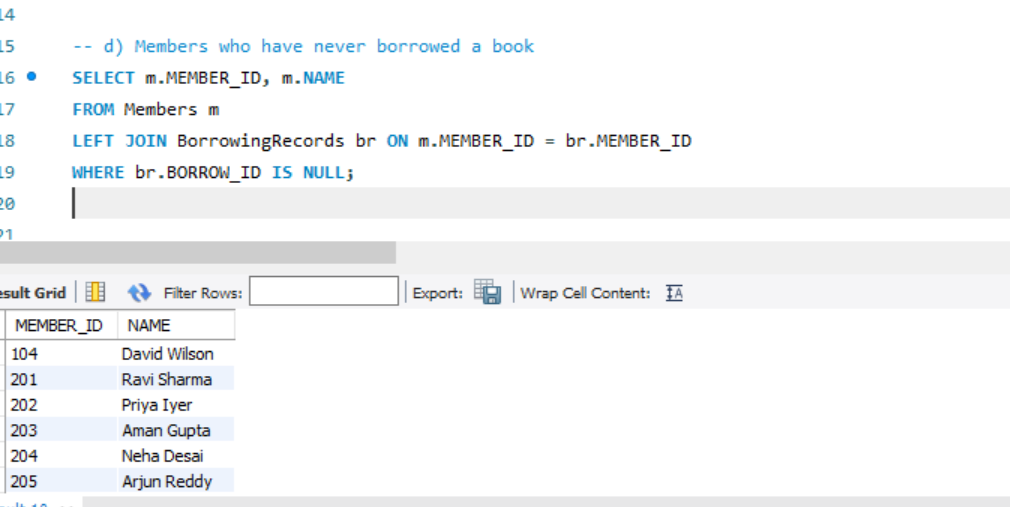 14
15 -- d) Members who have never borrowed a book
16 SELECT m.MEMBER_ID, m.NAME
17 FROM Members m
18 LEFT JOIN BorrowingRecords br ON m.MEMBER_ID = br.MEMBER_ID
19 WHERE br.BORROW_ID IS NULL;
20
21
esult Grid Filter Rows: Export: Wrap Cell Content: IA
MEMBER_ID NAME
104 David Wilson
201 Ravi Sharma
202 Priya Iyer
203 Aman Gupta
204 Neha Desai
205 Arjun Reddy